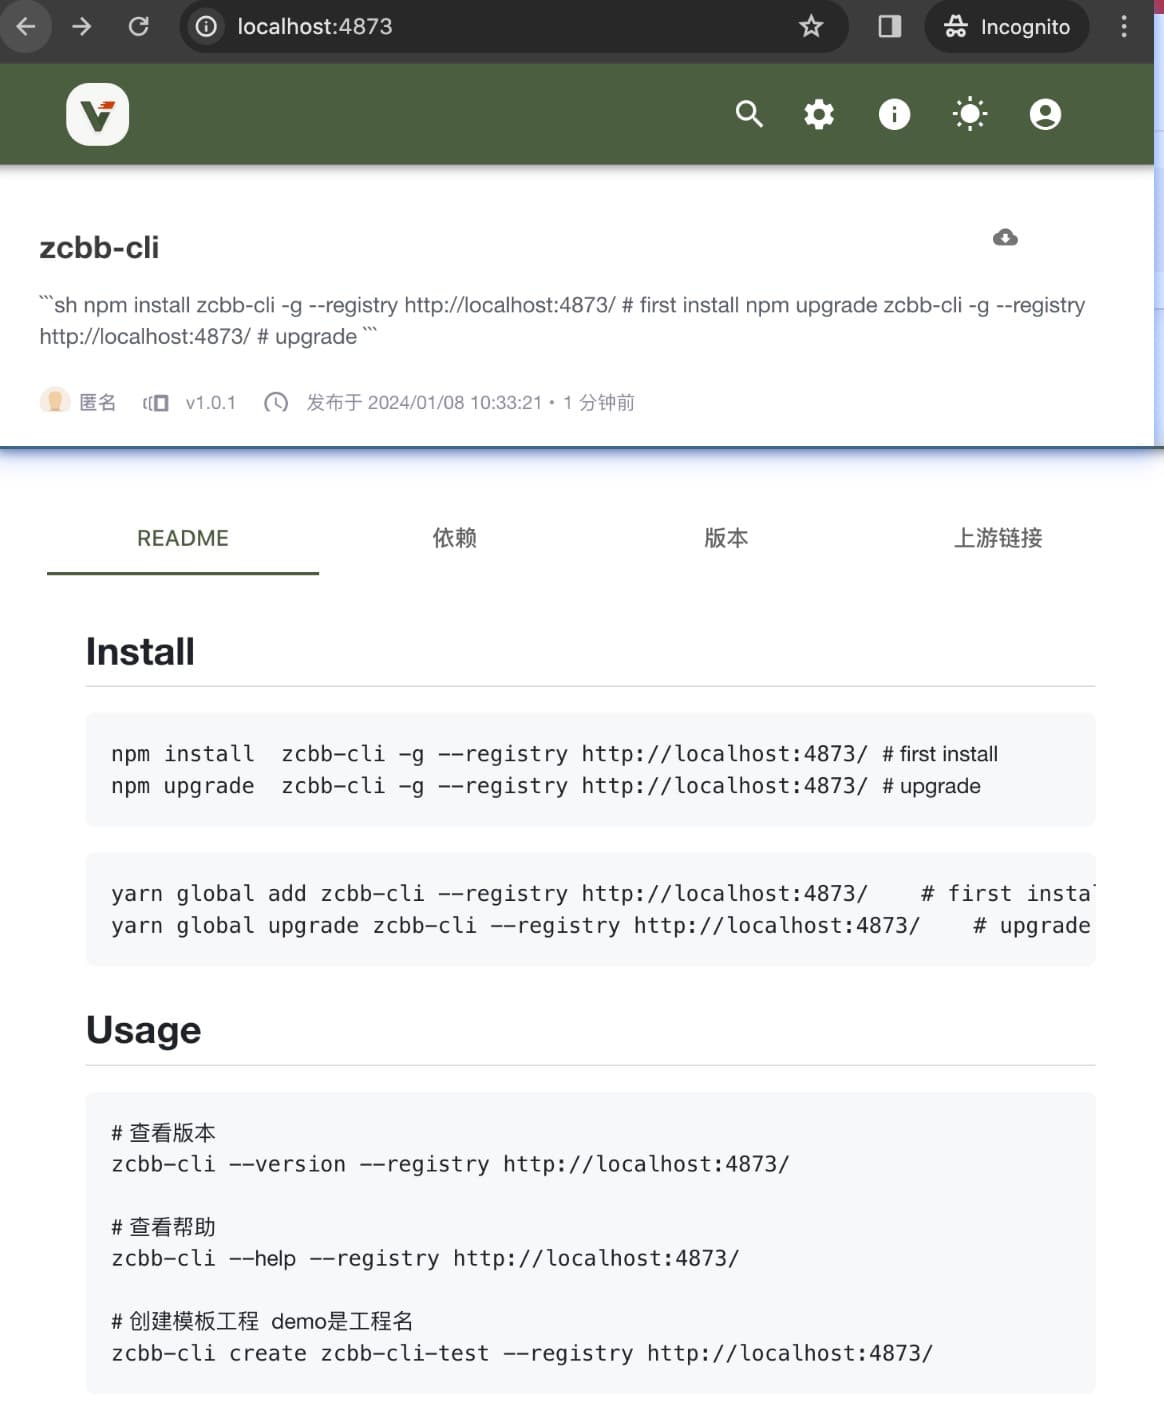 localhost:4873
Incognito
zcbb-cli
```sh npm install zcbb-cli -g --registry http://localhost:4873/ # first install npm upgrade zcbb-cli -g --registry
http://localhost:4873/ # upgrade ```
匿名 v1.0.1 发布于 2024/01/08 10:33:21 • 1 分钟前
README 依赖 版本 上游链接
Install
npm install  zcbb-cli -g --registry http://localhost:4873/ # first install
npm upgrade  zcbb-cli -g --registry http://localhost:4873/ # upgrade
yarn global add zcbb-cli --registry http://localhost:4873/    # first instal
yarn global upgrade zcbb-cli --registry http://localhost:4873/    # upgrade
Usage
# 查看版本
zcbb-cli --version --registry http://localhost:4873/
# 查看帮助
zcbb-cli --help --registry http://localhost:4873/
# 创建模板工程  demo是工程名
zcbb-cli create zcbb-cli-test --registry http://localhost:4873/